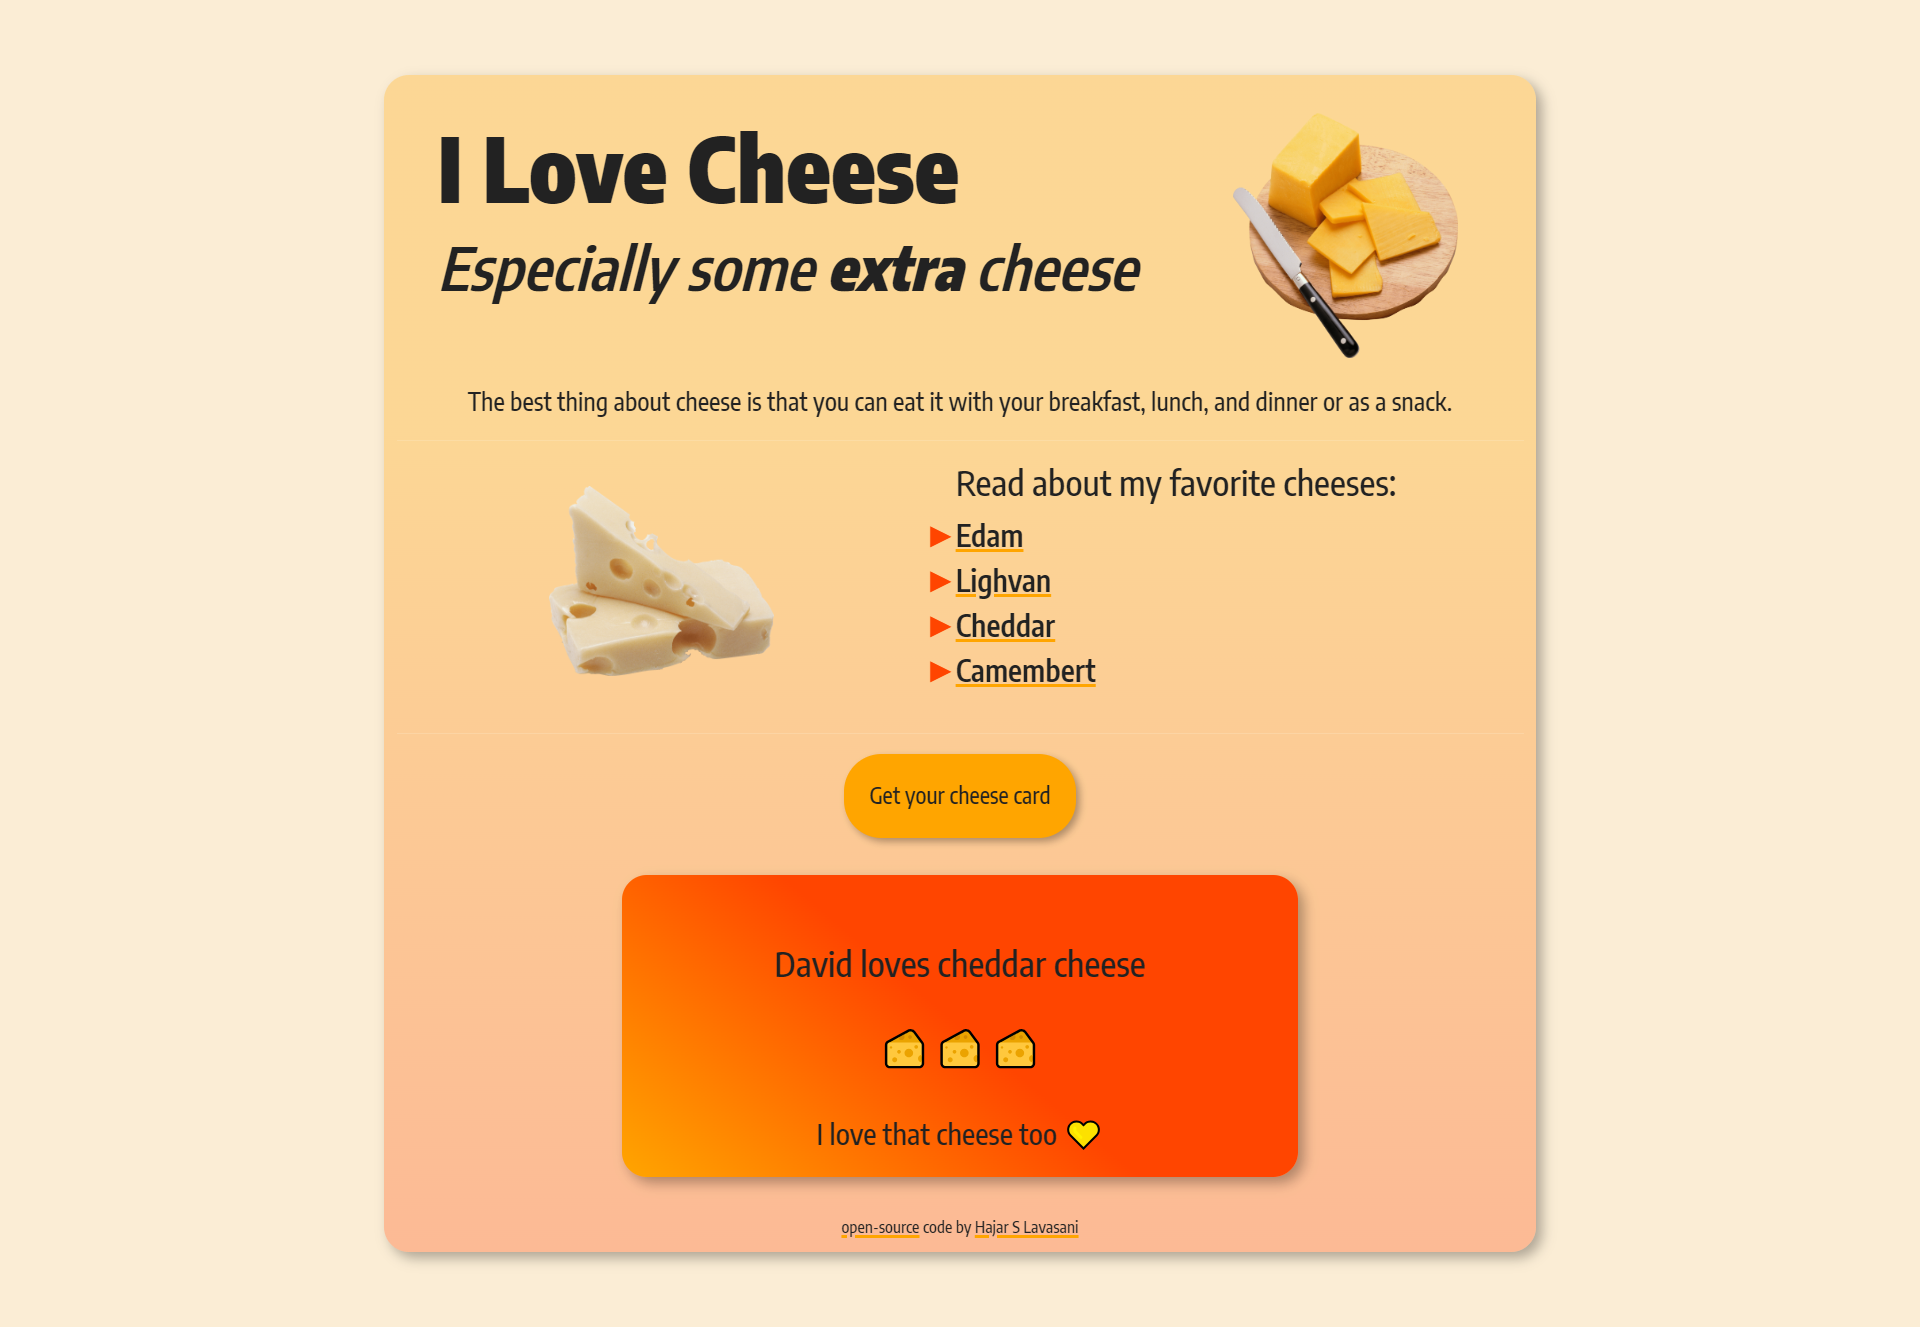 I Love Cheese
Especially some extra cheese
The best thing about cheese is that you can eat it with your breakfast, lunch, and dinner or as a snack.
Read about my favorite cheeses:
Edam
Lighvan
Cheddar
Camembert
Get your cheese card
David loves cheddar cheese
🧀 🧀 🧀
I love that cheese too 💛
open-source code by Hajar S Lavasani